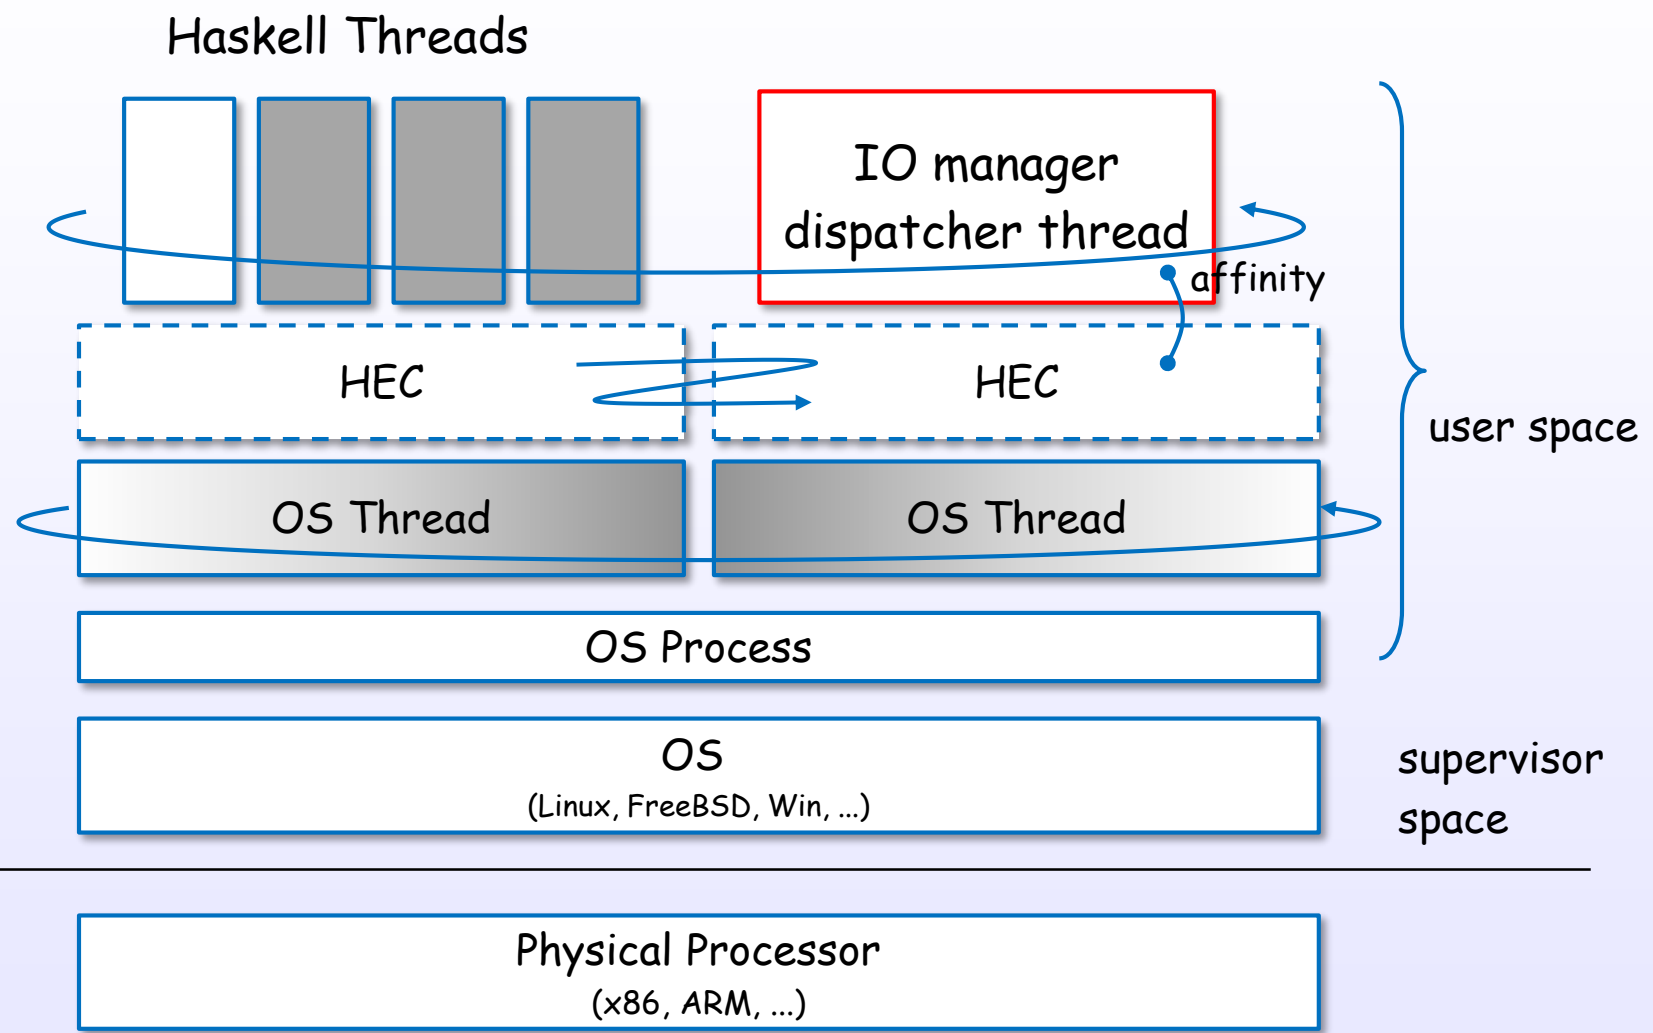 Haskell Threads
IO manager
dispatcher thread
affinity
HEC
HEC
user space
OS Thread
OS Thread
OS Process
OS
(Linux, FreeBSD, Win, ...)
supervisor
space
Physical Processor
(x86, ARM, ...)